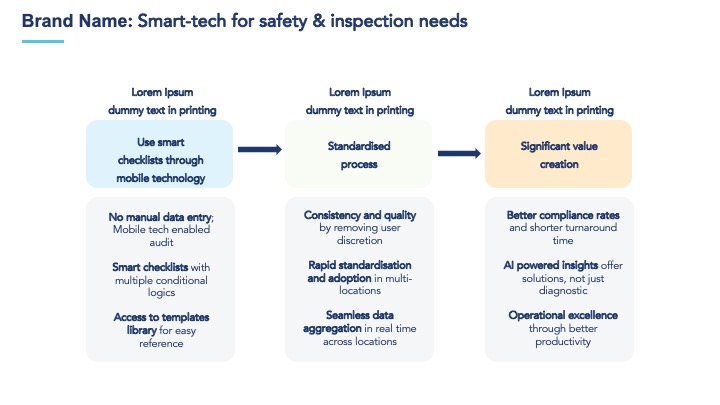 Brand Name: Smart-tech for safety & inspection needs
Lorem Ipsum
dummy text in printing
Use smart
checklists through
mobile technology
No manual data entry;
Mobile tech enabled
audit
Smart checklists with
multiple conditional
logics
Access to templates
library for easy
reference
Lorem Ipsum
dummy text in printing
Standardised
process
Consistency and quality
by removing user
discretion
Rapid standardisation
and adoption in multi-
locations
Seamless data
aggregation in real time
across locations
Lorem Ipsum
dummy text in printing
Significant value
creation
Better compliance rates
and shorter turnaround
time
AI powered insights offer
solutions, not just
diagnostic
Operational excellence
through better
productivity